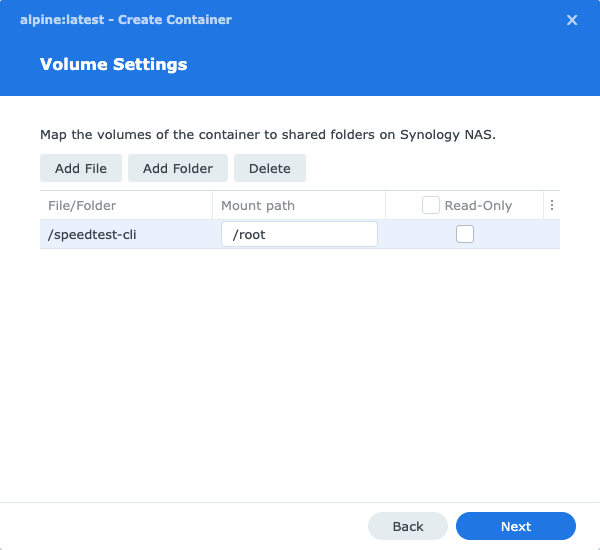 alpine:latest - Create Container
Volume Settings
Map the volumes of the container to shared folders on Synology NAS.
Add File Add Folder Delete
File/Folder Mount path Read-Only
/speedtest-cli /root
Back Next